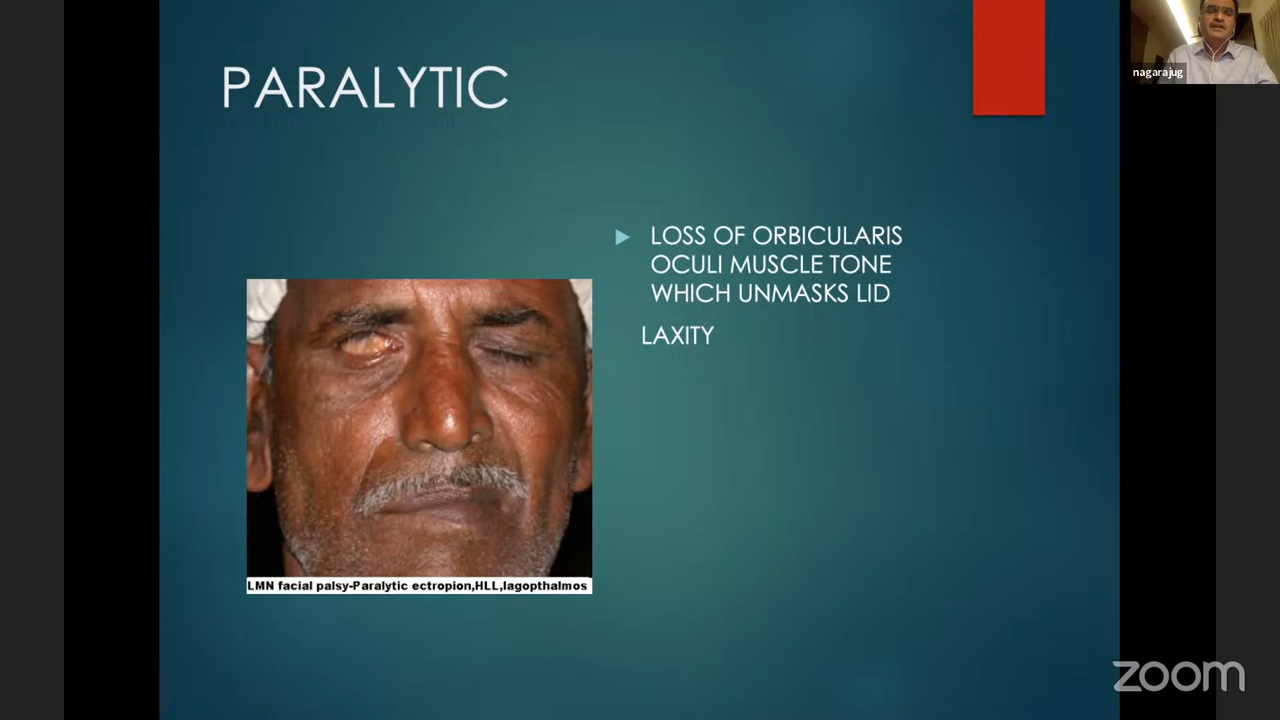 PARALYTIC
nagarajug
LOSS OF ORBICULARIS
OCULI MUSCLE TONE
WHICH UNMASKS LID
LAXITY
LMN facial palsy-Paralytic ectropion,HLL,lagopthalmos
zoom